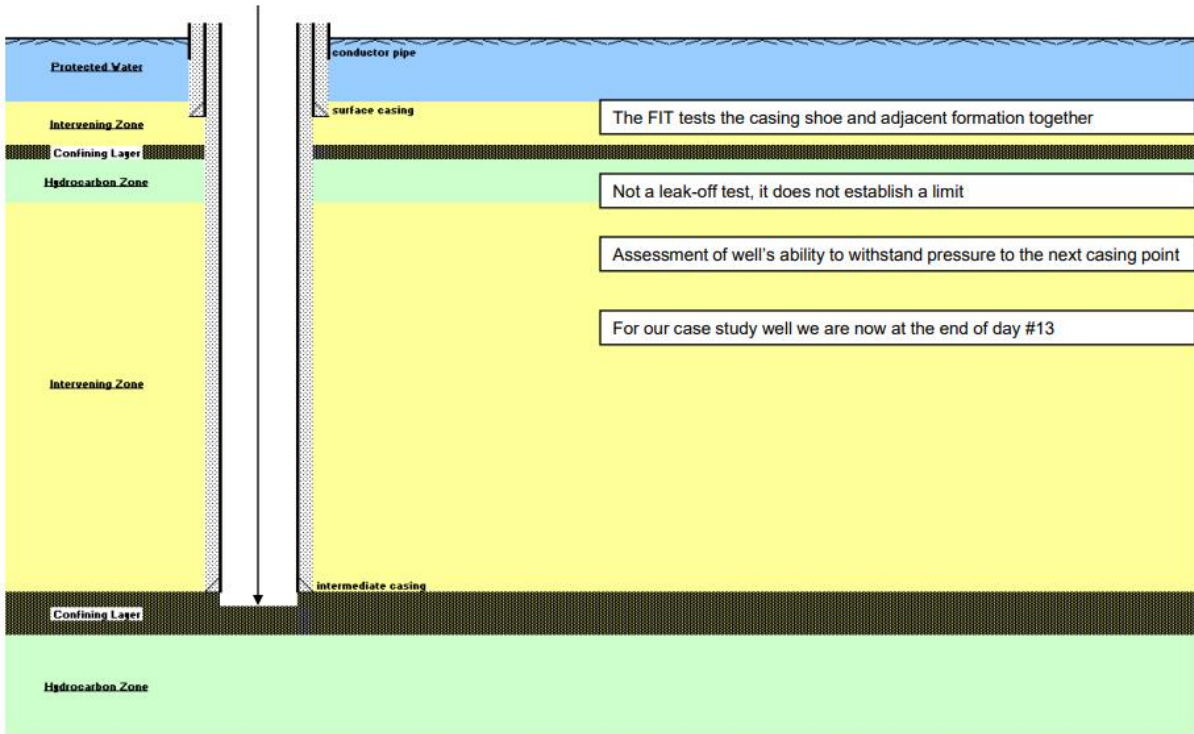 conductor pipe
Protected Water
surface casing
The FIT tests the casing shoe and adjacent formation together
Intervening Zone
Confining Layer
Hydrocarbon Zone
Not a leak-off test, it does not establish a limit
Assessment of well's ability to withstand pressure to the next casing point
For our case study well we are now at the end of day #13
Intervening Zone
intermediate casing
Confining Layer
Hydrocarbon Zone